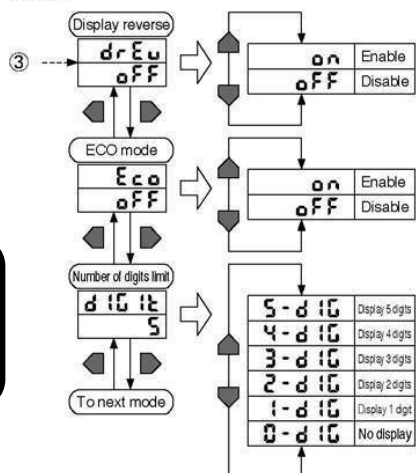 Display reverse
drEv
oFF
on Enable
oFF Disable
③
ECO mode
Eco
oFF
on Enable
oFF Disable
Number of digits limit
dIGIt
5
5-dIG Display 5 digits
4-dIG Display 4 digits
3-dIG Display 3 digits
2-dIG Display 2 digits
1-dIG Display 1 digit
0-dIG No display
To next mode